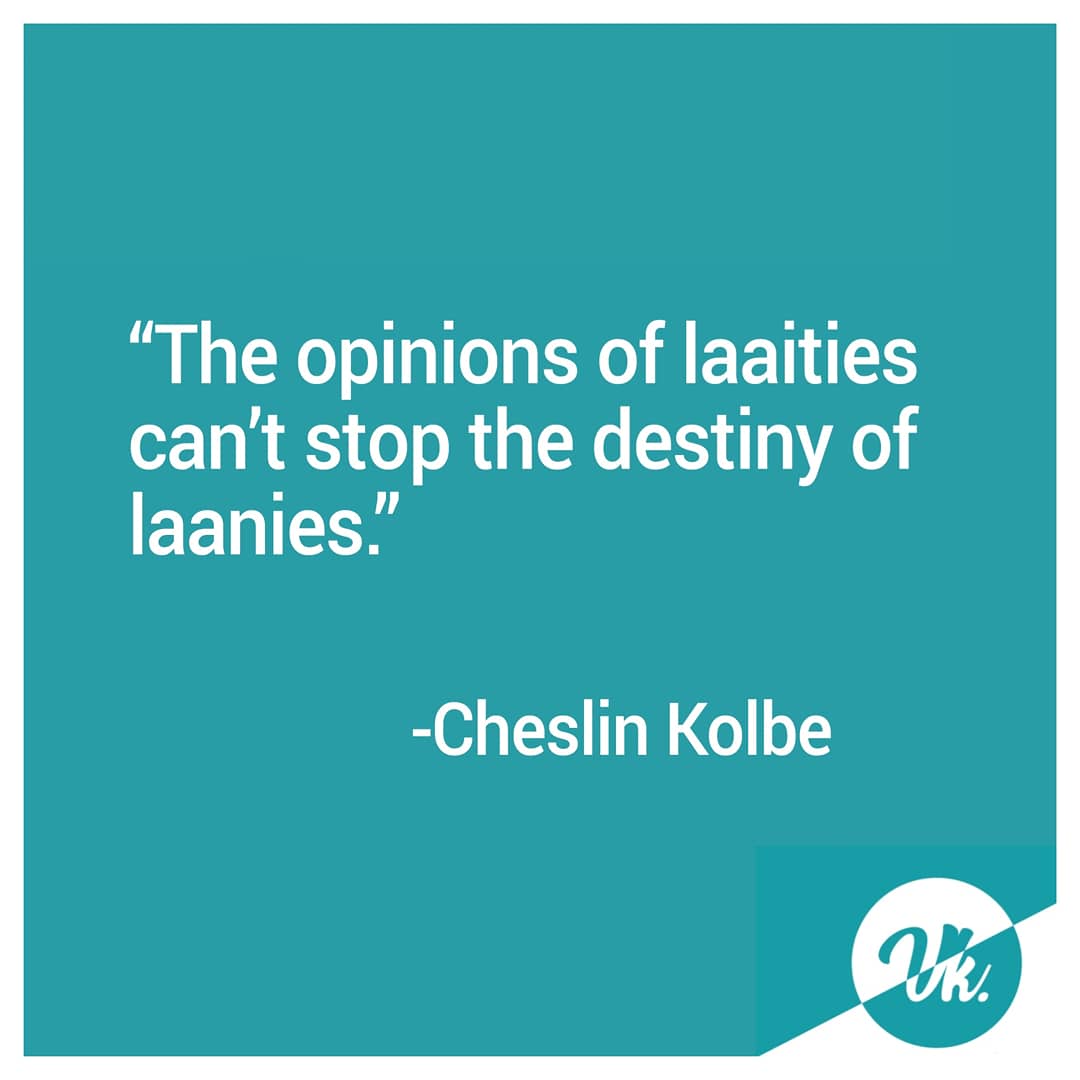 “The opinions of laaities
can’t stop the destiny of
laanies.”
-Cheslin Kolbe
Vk.